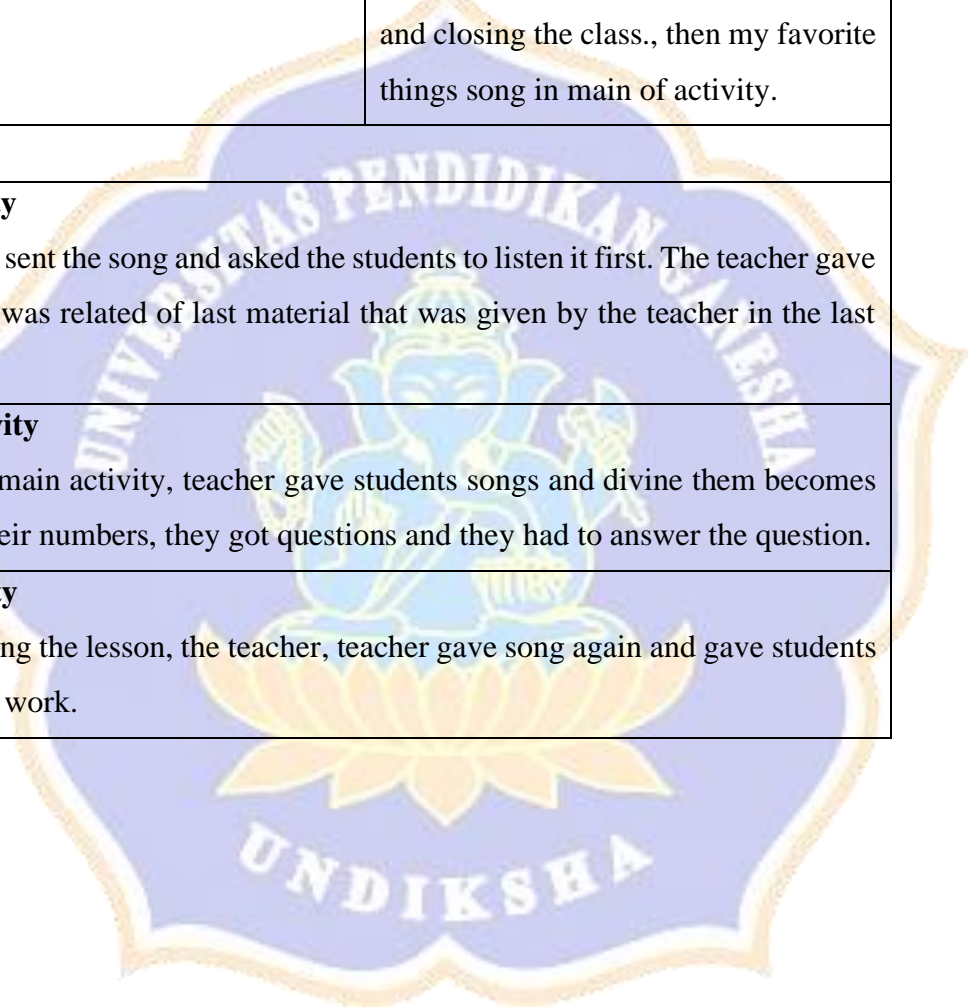 and closing the class., then my favorite
things song in main of activity.
y
sent the song and asked the students to listen it first. The teacher gave
was related of last material that was given by the teacher in the last
vity
main activity, teacher gave students songs and divine them becomes
eir numbers, they got questions and they had to answer the question.
y
ng the lesson, the teacher, teacher gave song again and gave students
work.
UNIVERSITAS PENDIDIKAN GANESHA
UNDIKSHA